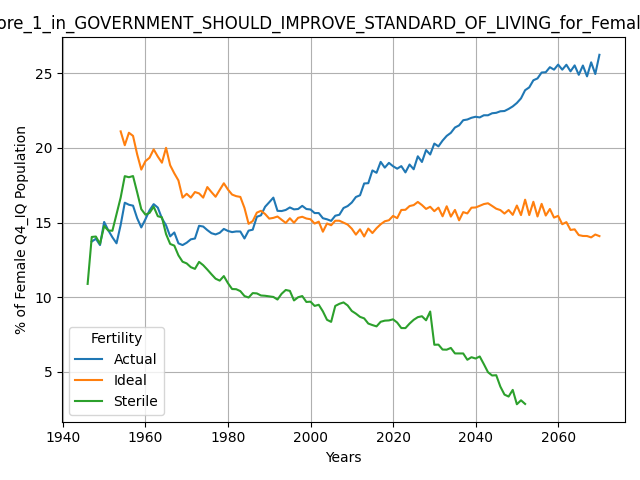 ore_1_in_GOVERNMENT_SHOULD_IMPROVE_STANDARD_OF_LIVING_for_Femal
% of Female Q4_IQ Population
25
20
15
10
5
Fertility
Actual
Ideal
Sterile
1940 1960 1980 2000 2020 2040 2060
Years